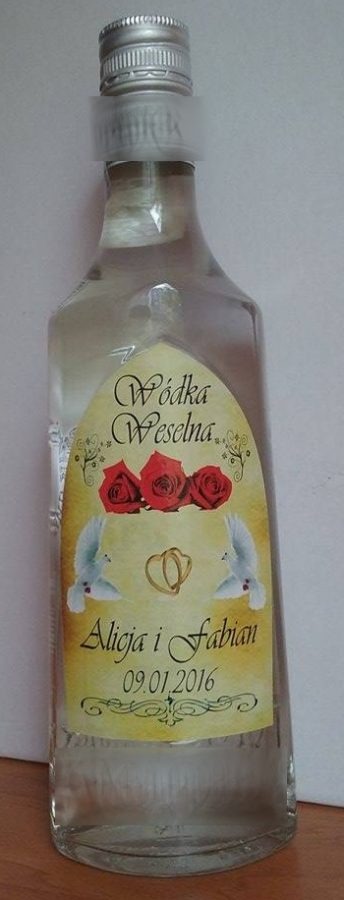 Wódka
Weselna
Alicja i Fabian
09.01.2016